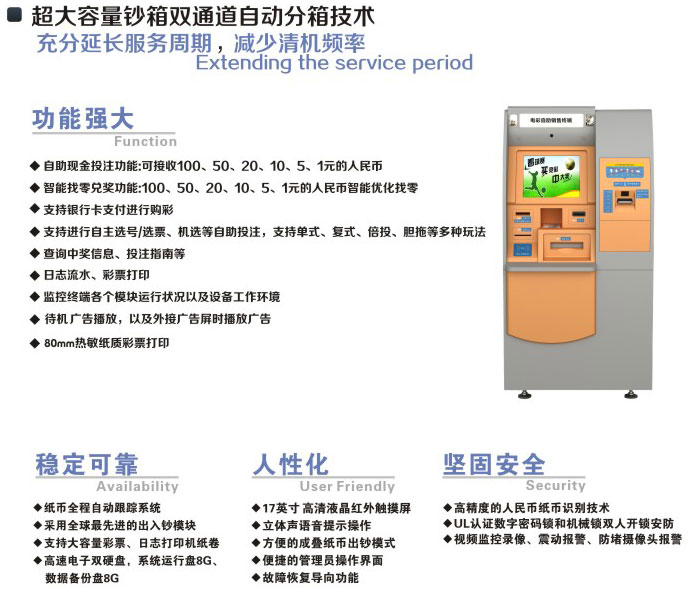 超大容量钞箱双通道自动分箱技术
充分延长服务周期，减少清机频率
Extending the service period
功能强大
Function
◆ 自助现金投注功能:可接收100、50、20、10、5、1元的人民币
◆ 智能找零兑奖功能:100、50、20、10、5、1元的人民币智能优化找零
◆ 支持银行卡支付进行购彩
◆ 支持进行自主选号/选票、机选等自助投注，支持单式、复式、倍投、胆拖等多种玩法
◆ 查询中奖信息、投注指南等
◆ 日志流水、彩票打印
◆ 监控终端各个模块运行状况以及设备工作环境
◆ 待机广告播放，以及外接广告屏时播放广告
◆ 80mm热敏纸质彩票打印
电彩自助销售终端
看球赛
买竞彩
中大奖
稳定可靠
Availability
◆纸币全程自动跟踪系统
◆采用全球最先进的出入钞模块
◆支持大容量彩票、日志打印机纸卷
◆高速电子双硬盘，系统运行盘8G、
数据备份盘8G
人性化
User Friendly
◆17英寸 高清液晶红外触摸屏
◆立体声语音提示操作
◆方便的成叠纸币出钞模式
◆便捷的管理员操作界面
◆故障恢复导向功能
坚固安全
Security
◆高精度的人民币纸币识别技术
◆UL认证数字密码锁和机械锁双人开锁安防
◆视频监控录像、震动报警、防堵摄像头报警